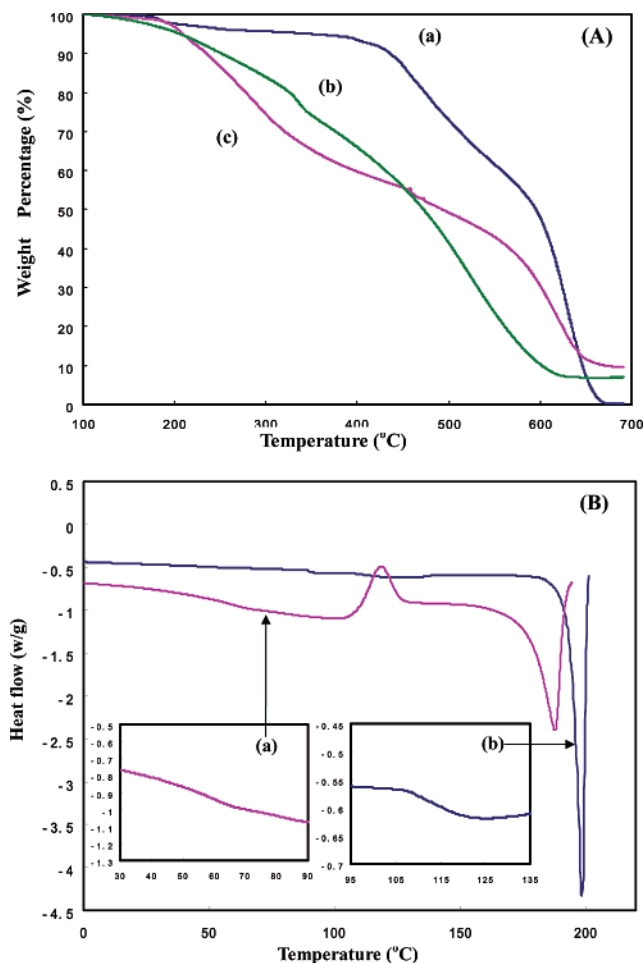 100
90
80
70
60
50
40
30
20
10
0
Weight Percentage (%)
(A)
(a)
(b)
(c)
100 200 300 400 500 600 700
Temperature (°C)
0.5
0
-0.5
-1
-1.5
-2
-2.5
-3
-3.5
-4
-4.5
Heat flow (w/g)
(B)
(a)
(b)
-0.5
-0.6
-0.7
-0.8
-0.9
-1
-1.1
-1.2
-1.3
30 40 50 60 70 80 90
-0.45
-0.5
-0.55
-0.6
-0.65
-0.7
95 105 115 125 135
0 50 100 150 200
Temperature (°C)